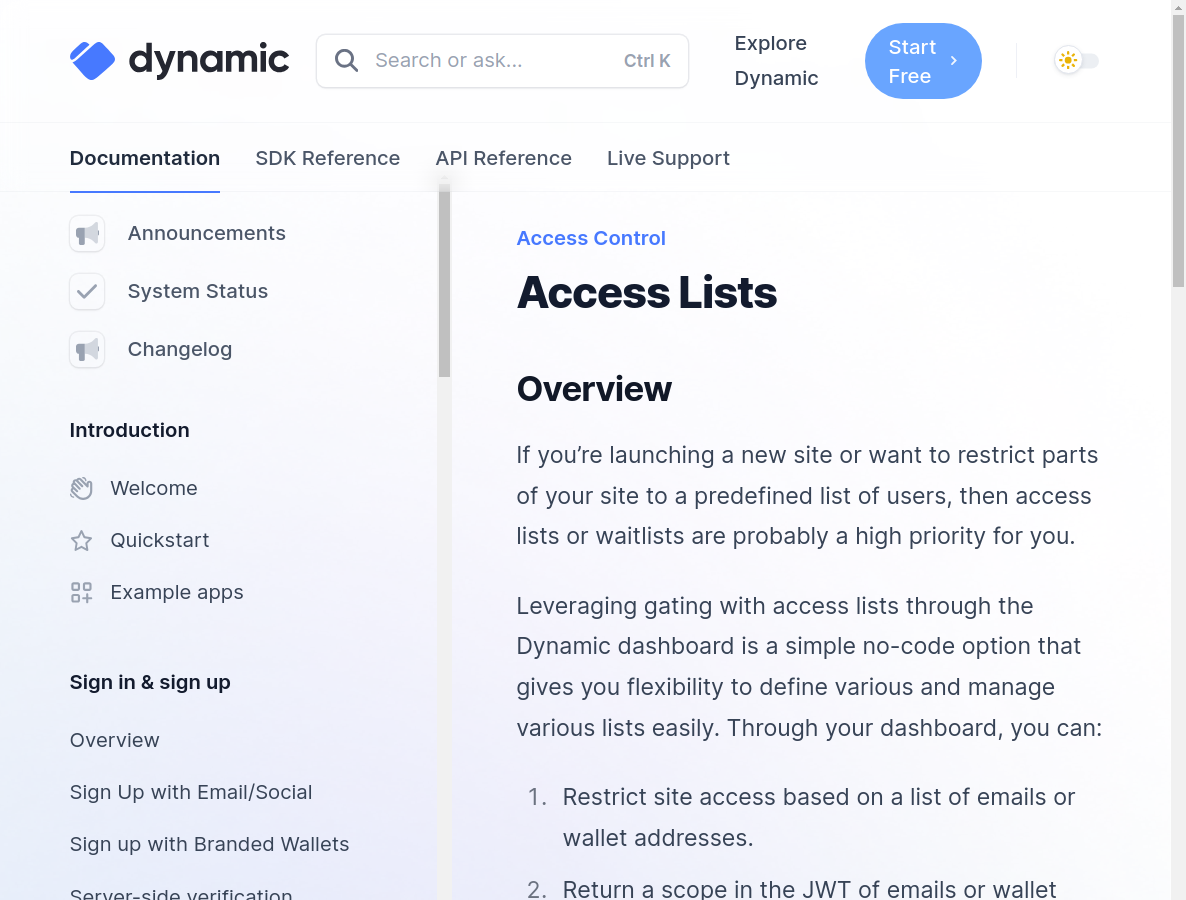 dynamic
Search or ask...
Ctrl K
Explore
Dynamic
Start
Free
Documentation
SDK Reference
API Reference
Live Support
Announcements
System Status
Changelog
Introduction
Welcome
Quickstart
Example apps
Sign in & sign up
Overview
Sign Up with Email/Social
Sign up with Branded Wallets
Server-side verification
Access Control
Access Lists
Overview
If you’re launching a new site or want to restrict parts
of your site to a predefined list of users, then access
lists or waitlists are probably a high priority for you.
Leveraging gating with access lists through the
Dynamic dashboard is a simple no-code option that
gives you flexibility to define various and manage
various lists easily. Through your dashboard, you can:
1. Restrict site access based on a list of emails or
wallet addresses.
2. Return a scope in the JWT of emails or wallet